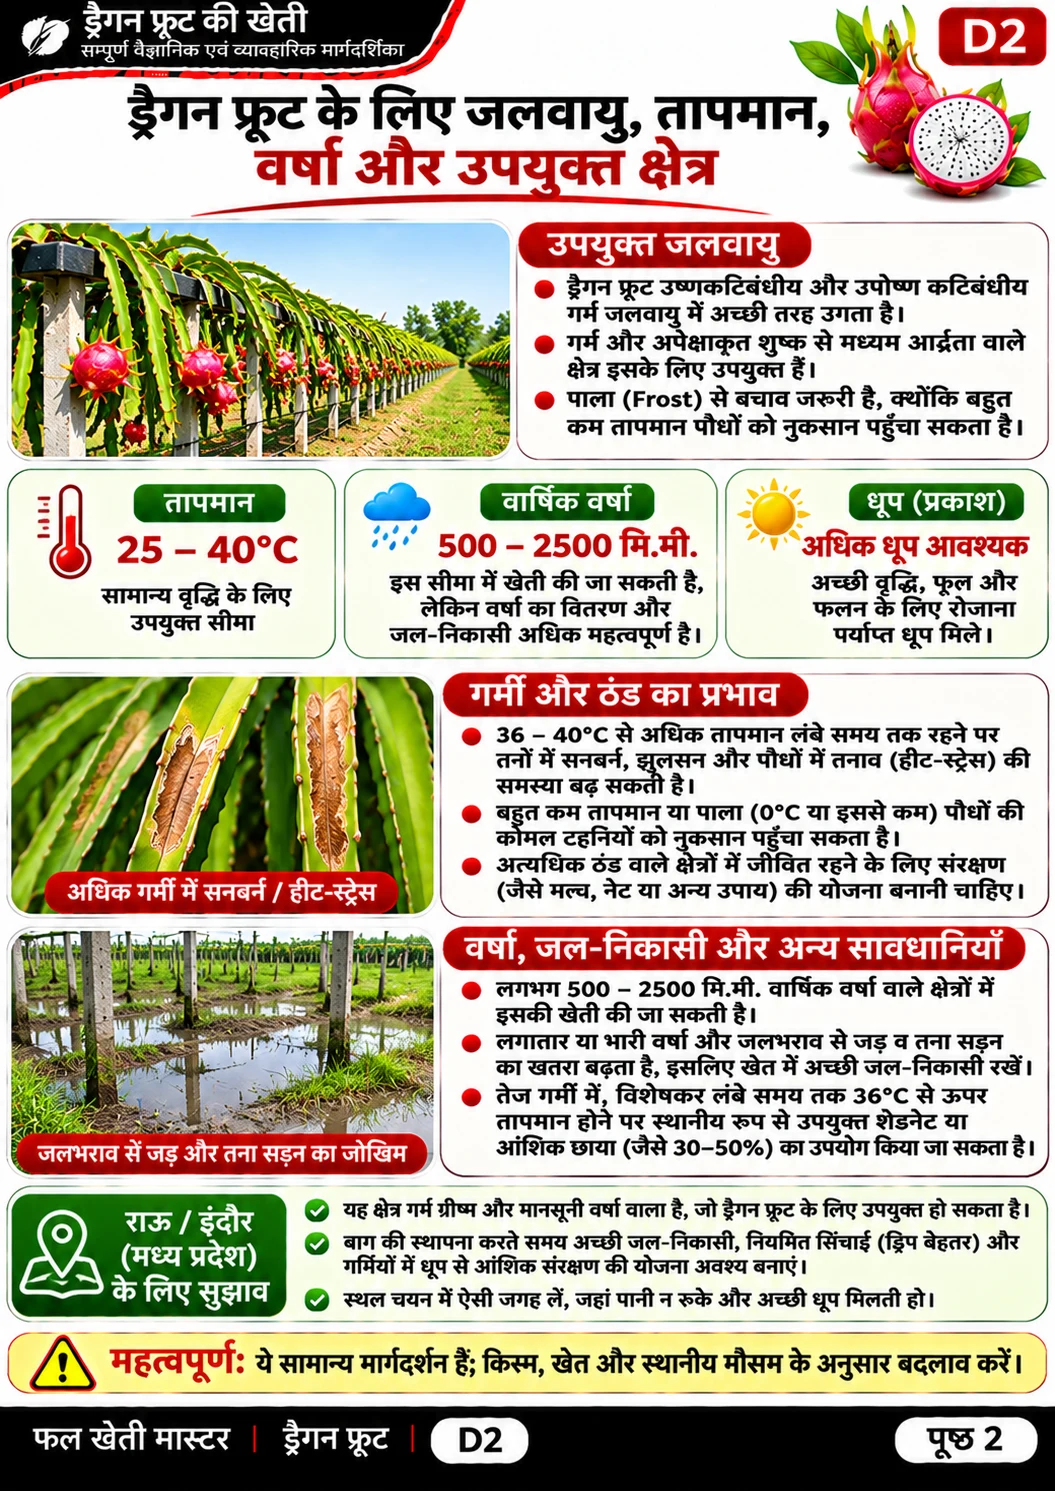 ड्रैगन फ्रूट की खेती
सम्पूर्ण वैज्ञानिक एवं व्यावहारिक मार्गदर्शिका
D2
ड्रैगन फ्रूट के लिए जलवायु, तापमान,
वर्षा और उपयुक्त क्षेत्र
उपयुक्त जलवायु
ड्रैगन फ्रूट उष्णकटिबंधीय और उपोष्ण कटिबंधीय
गर्म जलवायु में अच्छी तरह उगता है।
गर्म और अपेक्षाकृत शुष्क से मध्यम आर्द्रता वाले
क्षेत्र इसके लिए उपयुक्त हैं।
पाला (Frost) से बचाव जरूरी है, क्योंकि बहुत
कम तापमान पौधों को नुकसान पहुँचा सकता है।
तापमान
25 – 40°C
सामान्य वृद्धि के लिए
उपयुक्त सीमा
वार्षिक वर्षा
500 – 2500 मि.मी.
इस सीमा में खेती की जा सकती है,
लेकिन वर्षा का वितरण और
जल-निकासी अधिक महत्वपूर्ण है।
धूप (प्रकाश)
अधिक धूप आवश्यक
अच्छी वृद्धि, फूल और
फलन के लिए रोजाना
पर्याप्त धूप मिले।
अधिक गर्मी में सनबर्न / हीट-स्ट्रेस
गर्मी और ठंड का प्रभाव
36 – 40°C से अधिक तापमान लंबे समय तक रहने पर
तनों में सनबर्न, झुलसन और पौधों में तनाव (हीट-स्ट्रेस) की
समस्या बढ़ सकती है।
बहुत कम तापमान या पाला (0°C या इससे कम) पौधों की
कोमल टहनियों को नुकसान पहुँचा सकता है।
अत्यधिक ठंड वाले क्षेत्रों में जीवित रहने के लिए संरक्षण
(जैसे मल्च, नेट या अन्य उपाय) की योजना बनानी चाहिए।
जलभराव सें जड़ और तना सड़न का जोखिम
वर्षा, जल-निकासी और अन्य सावधानियाँ
लगभग 500 – 2500 मि.मी. वार्षिक वर्षा वाले क्षेत्रों में
इसकी खेती की जा सकती है।
लगातार या भारी वर्षा और जलभराव से जड़ व तना सड़न
का खतरा बढ़ता है, इसलिए खेत में अच्छी जल-निकासी रखें।
तेज गर्मी में, विशेषकर लंबे समय तक 36°C से ऊपर
तापमान होने पर स्थानीय रूप से उपयुक्त शेडनेट या
आंशिक छाया (जैसे 30–50%) का उपयोग किया जा सकता है।
राऊ / इंदौर
(मध्य प्रदेश)
के लिए सुझाव
यह क्षेत्र गर्म ग्रीष्म और मानसूनी वर्षा वाला है, जो ड्रैगन फ्रूट के लिए उपयुक्त हो सकता है।
बाग की स्थापना करते समय अच्छी जल-निकासी, नियमित सिंचाई (ड्रिप बेहतर) और
गर्मियों में धूप से आंशिक संरक्षण की योजना अवश्य बनाएं।
स्थल चयन में ऐसी जगह लें, जहां पानी न रुके और अच्छी धूप मिलती हो।
महत्वपूर्ण: ये सामान्य मार्गदर्शन हैं; किस्म, खेत और स्थानीय मौसम के अनुसार बदलाव करें।
फल खेती मास्टर | ड्रैगन फ्रूट | D2
पृष्ठ 2